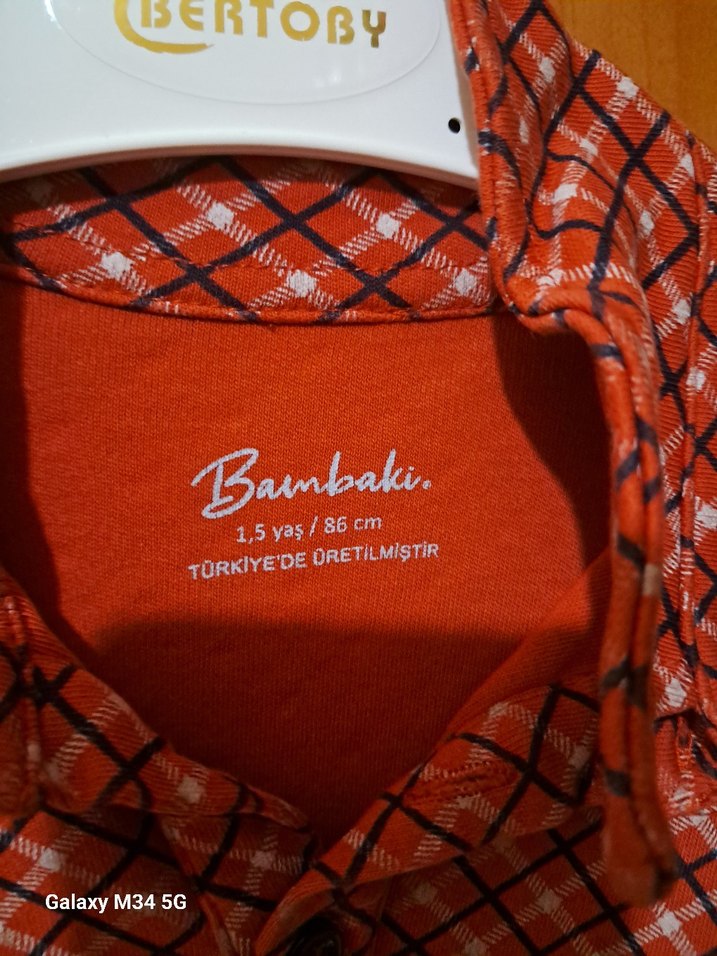 BERTOBY
Bambaki.
1,5 yaş / 86 cm
TÜRKİYE'DE ÜRETİLMİŞTİR
Galaxy M34 5G